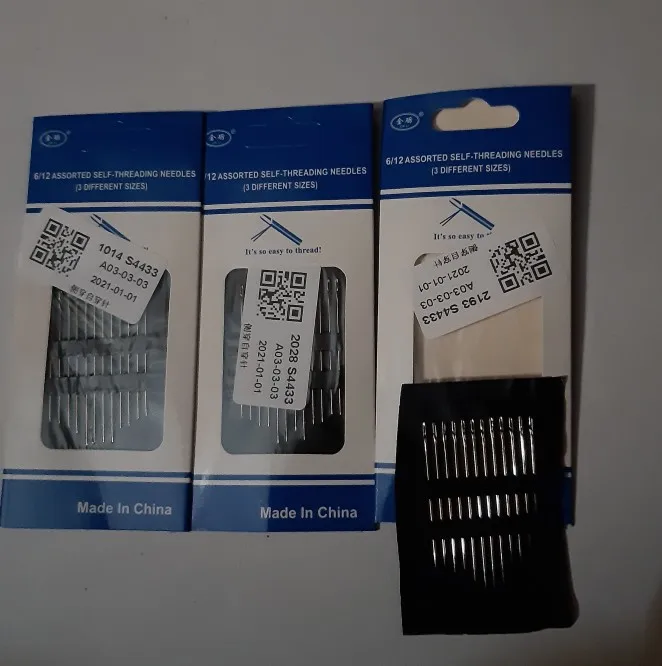 金瑞
6/12 ASSORTED SELF-THREADING NEEDLES
(3 DIFFERENT SIZES)
1014 S4433
A03-03-03
2021-01-01
侧穿自穿针
Made In China
/12 ASSORTED SELF-THREADING NEEDLES
(3 DIFFERENT SIZES)
It's so easy to thread!
2028 S4433
A03-03-03
2021-01-01
侧穿自穿针
Made In China
6/12 ASSORTED SELF-THREADING NEEDLES
(3 DIFFERENT SIZES)
It's so easy to
2193 S4433
A03-03-03
2021-01-01
侧穿自穿针